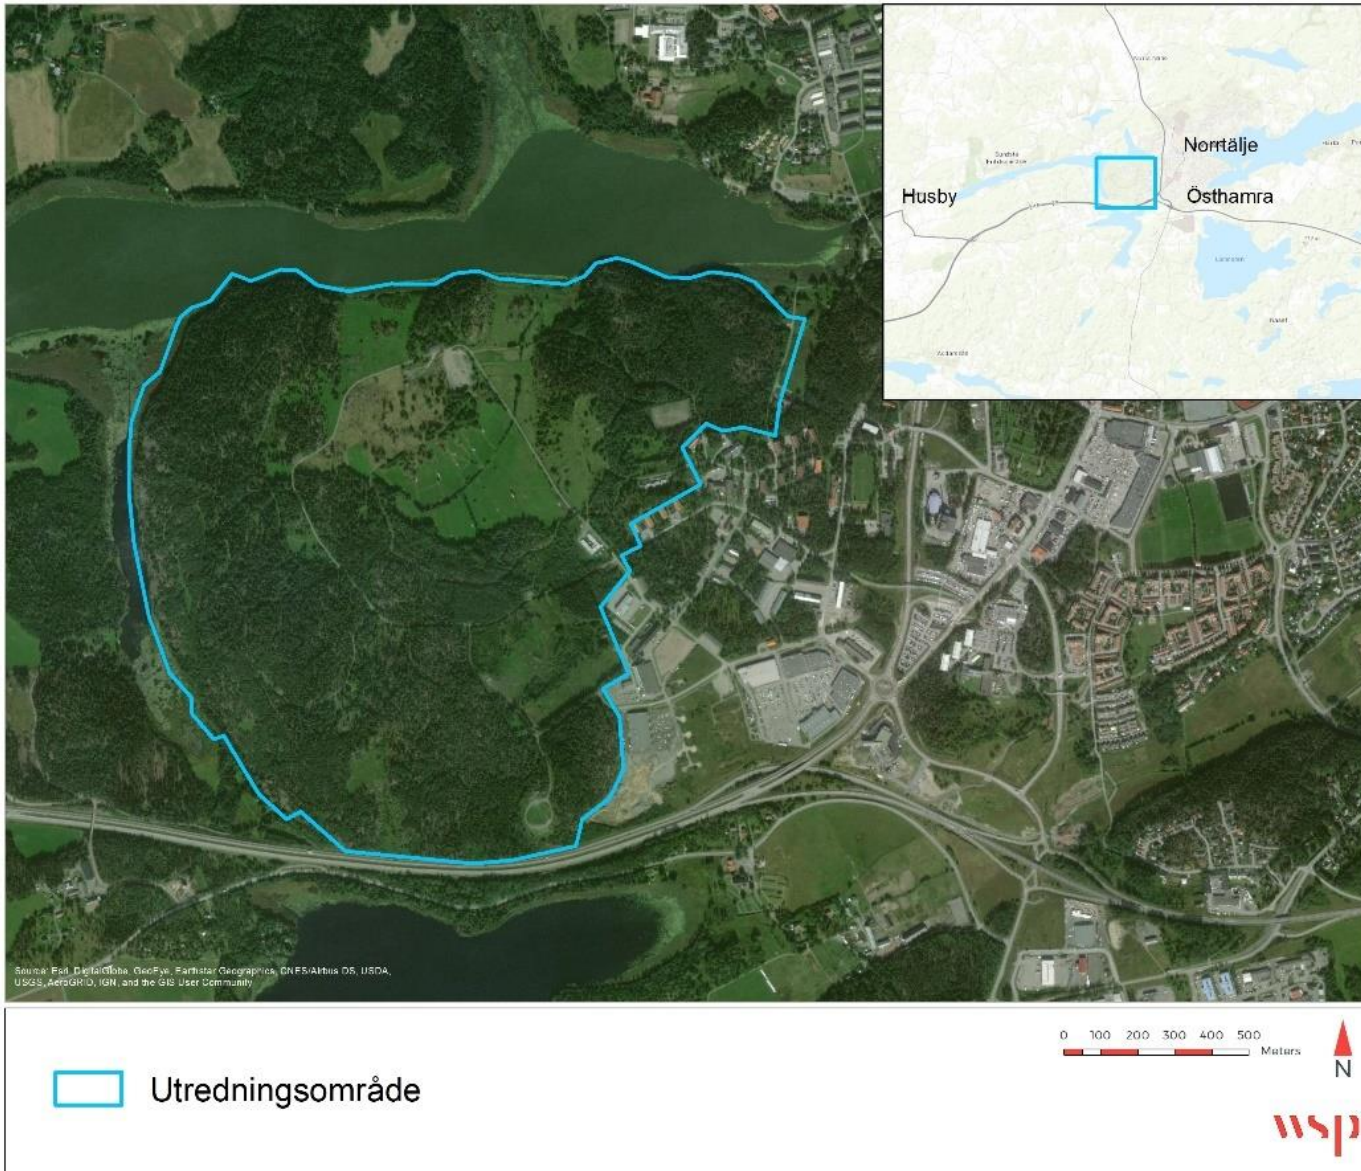 Norrtälje
Husby
Östhamra
Source: Esri, DigitalGlobe, GeoEye, Earthstar Geographics, CNES/Airbus DS, USDA,
USGS, AeroGRID, IGN, and the GIS User Community
0 100 200 300 400 500
Meters
N
Utredningsområde
wsp